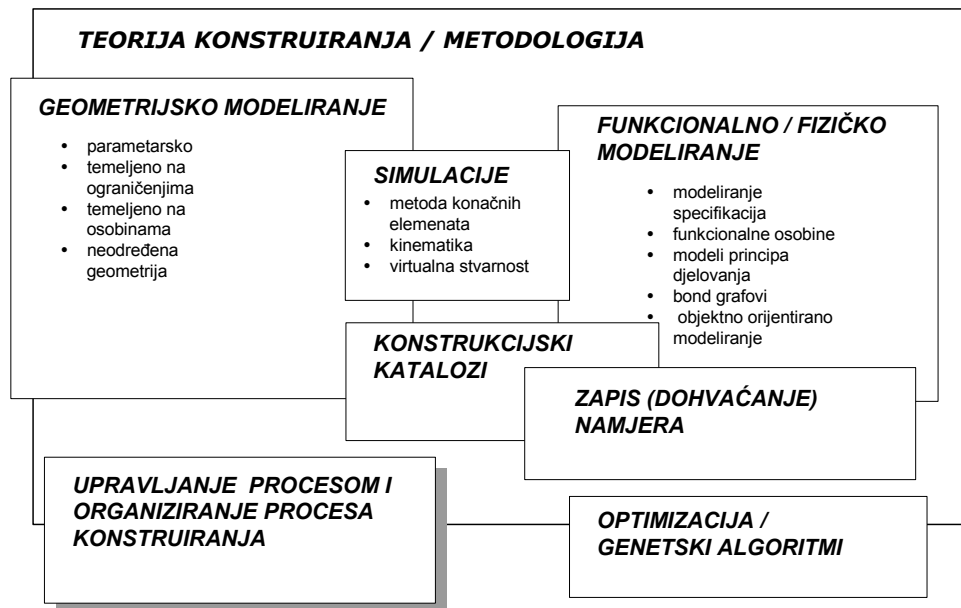 TEORIJA KONSTRUIRANJA / METODOLOGIJA
GEOMETRIJSKO MODELIRANJE
• parametarsko
• temeljeno na
ograničenjima
• temeljeno na
osobinama
• neodređena
geometrija
SIMULACIJE
• metoda konačnih
elemenata
• kinematika
• virtualna stvarnost
FUNKCIONALNO / FIZIČKO
MODELIRANJE
• modeliranje
specifikacija
• funkcionalne osobine
• modeli principa
djelovanja
• bond grafovi
• objektno orijentirano
modeliranje
KONSTRUKCIJSKI
KATALOZI
ZAPIS (DOHVAĆANJE)
NAMJERA
UPRAVLJANJE PROCESOM I
ORGANIZIRANJE PROCESA
KONSTRUIRANJA
OPTIMIZACIJA /
GENETSKI ALGORITMI